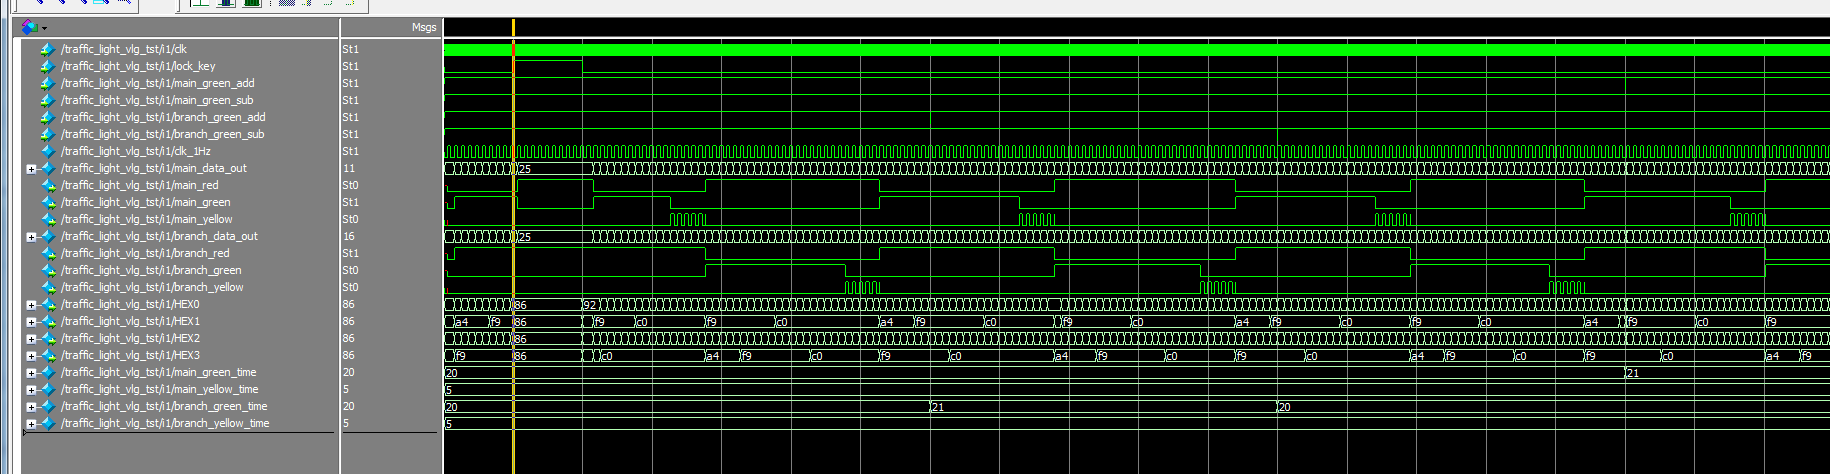 Msgs
/traffic_light_vlg_tst/i1/clk St1
/traffic_light_vlg_tst/i1/lock_key St1
/traffic_light_vlg_tst/i1/main_green_add St1
/traffic_light_vlg_tst/i1/main_green_sub St1
/traffic_light_vlg_tst/i1/branch_green_add St1
/traffic_light_vlg_tst/i1/branch_green_sub St1
/traffic_light_vlg_tst/i1/clk_1Hz St1
/traffic_light_vlg_tst/i1/main_data_out 11 25
/traffic_light_vlg_tst/i1/main_red St0
/traffic_light_vlg_tst/i1/main_green St1
/traffic_light_vlg_tst/i1/main_yellow St0
/traffic_light_vlg_tst/i1/branch_data_out 16 25
/traffic_light_vlg_tst/i1/branch_red St1
/traffic_light_vlg_tst/i1/branch_green St0
/traffic_light_vlg_tst/i1/branch_yellow St0
/traffic_light_vlg_tst/i1/HEX0 86 86 92
/traffic_light_vlg_tst/i1/HEX1 86 a4 f9 86 f9 c0 f9 c0 a4 f9 c0 f9 c0 a4 f9 c0 f9 c0 a4 f9 c0 f9
/traffic_light_vlg_tst/i1/HEX2 86 86
/traffic_light_vlg_tst/i1/HEX3 86 f9 86 c0 a4 f9 c0 f9 c0 a4 f9 c0 f9 c0 a4 f9 c0 f9 c0 a4 f9
/traffic_light_vlg_tst/i1/main_green_time 20 20 21
/traffic_light_vlg_tst/i1/main_yellow_time 5 5
/traffic_light_vlg_tst/i1/branch_green_time 20 20 21 20
/traffic_light_vlg_tst/i1/branch_yellow_time 5 5